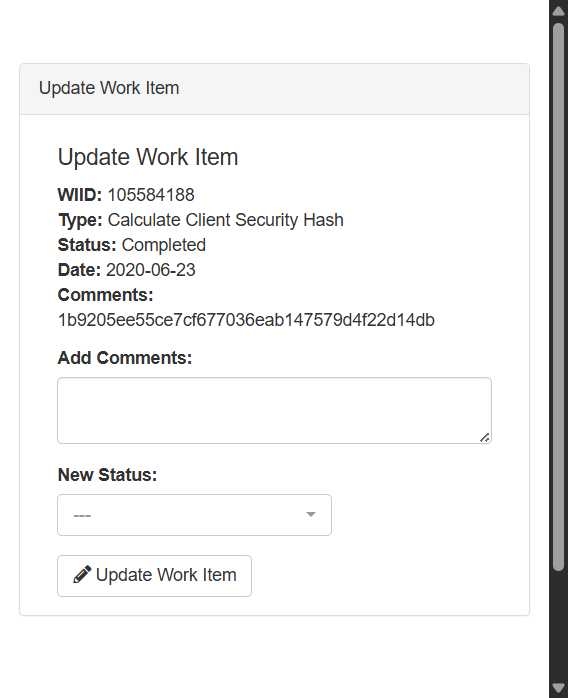 Update Work Item
Update Work Item
WIID: 105584188
Type: Calculate Client Security Hash
Status: Completed
Date: 2020-06-23
Comments:
1b9205ee55ce7cf677036eab147579d4f22d14db
Add Comments:
New Status:
---
Update Work Item